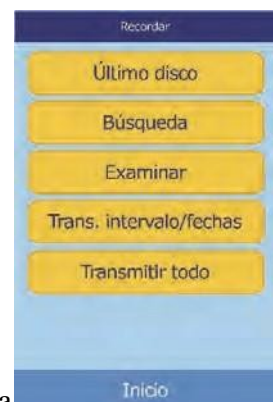 Recordar
Último disco
Búsqueda
Examinar
Trans. intervalo/fechas
Transmitir todo
Inicio
a